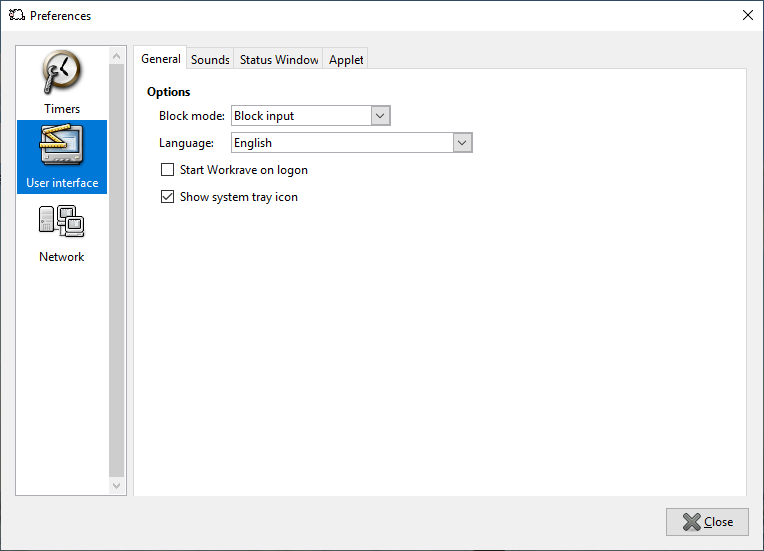 Preferences
General Sounds Status Window Applet
Timers
User interface
Network
Options
Block mode: Block input
Language: English
Start Workrave on logon
Show system tray icon
Close